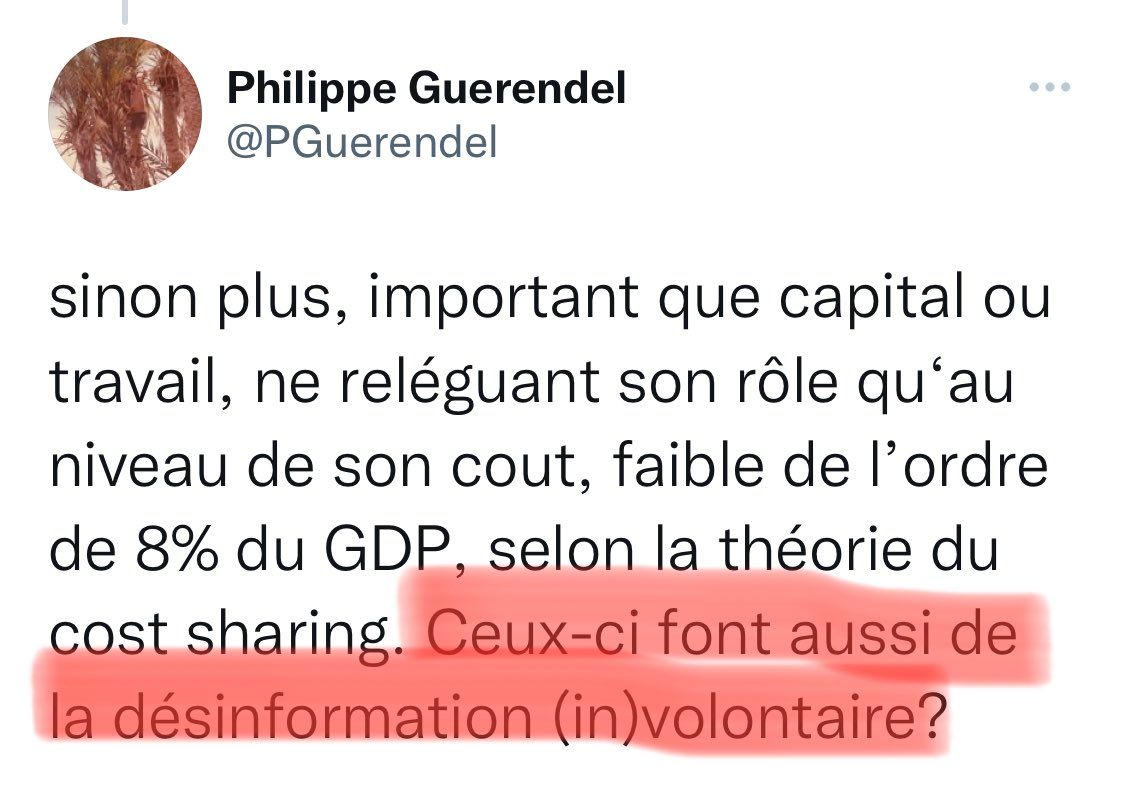 Philippe Guerendel
@PGuerendel
sinon plus, important que capital ou
travail, ne reléguant son rôle qu‘au
niveau de son cout, faible de l’ordre
de 8% du GDP, selon la théorie du
cost sharing. Ceux-ci font aussi de
la désinformation (in)volontaire?